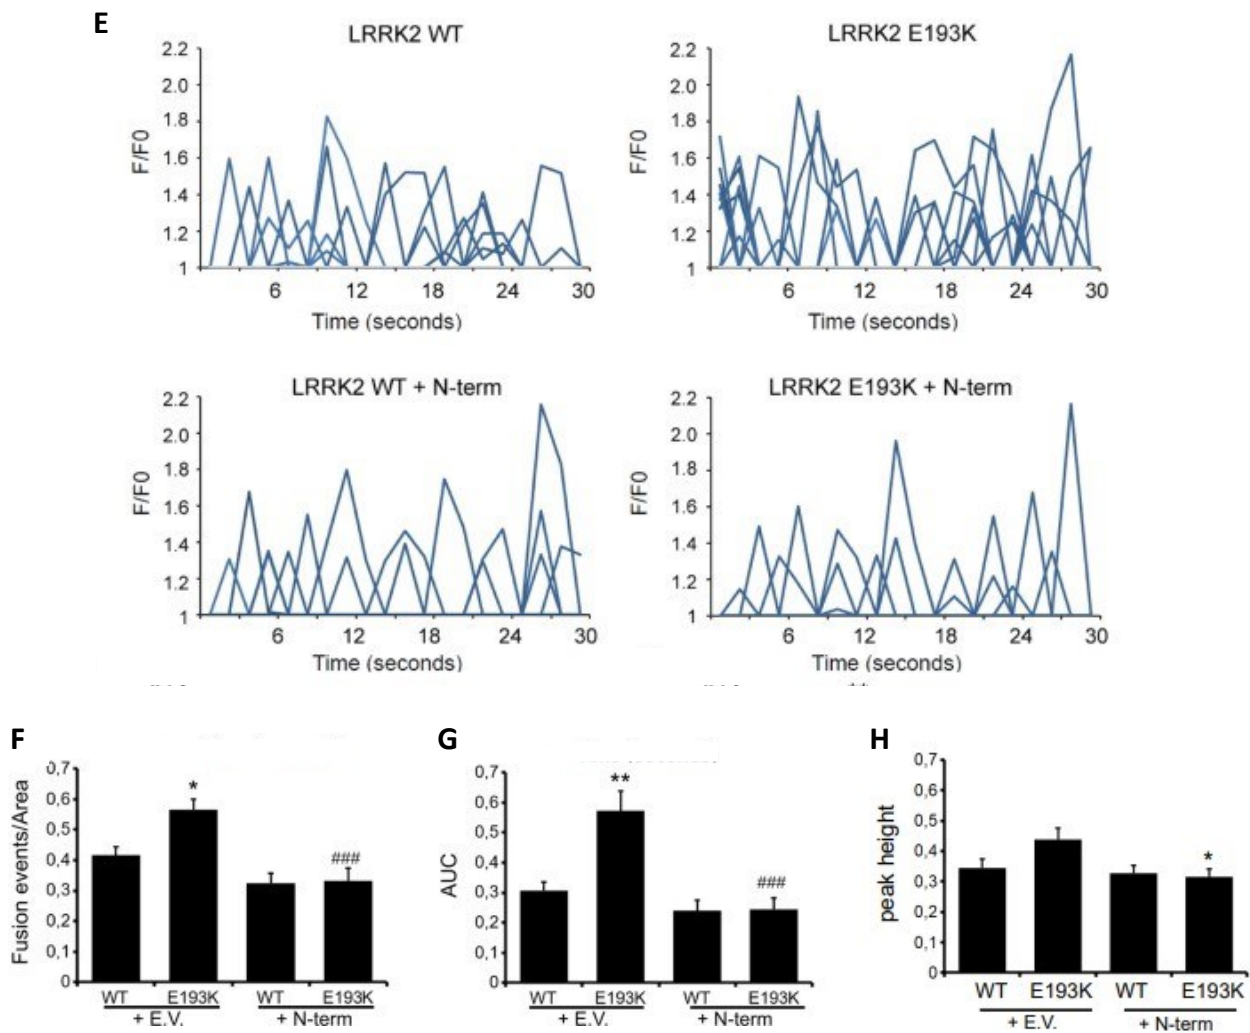 E
LRRK2 WT
LRRK2 E193K
2.2
2.0
1.8
1.6
1.4
1.2
1
F/F0
6 12 18 24 30
Time (seconds)
2.2
2.0
1.8
1.6
1.4
1.2
1
F/F0
6 12 18 24 30
Time (seconds)
LRRK2 WT + N-term
LRRK2 E193K + N-term
2.2
2.0
1.8
1.6
1.4
1.2
1
F/F0
6 12 18 24 30
Time (seconds)
2.2
2.0
1.8
1.6
1.4
1.2
1
F/F0
6 12 18 24 30
Time (seconds)
**
F
Fusion events/Area
0,7
0,6
0,5
0,4
0,3
0,2
0,1
0
*
###
WT E193K WT E193K
+ E.V. + N-term
G
AUC
0,7
0,6
0,5
0,4
0,3
0,2
0,1
0
**
###
WT E193K WT E193K
+ E.V. + N-term
H
peak height
0,7
0,6
0,5
0,4
0,3
0,2
0,1
0
*
WT E193K WT E193K
+ E.V. + N-term